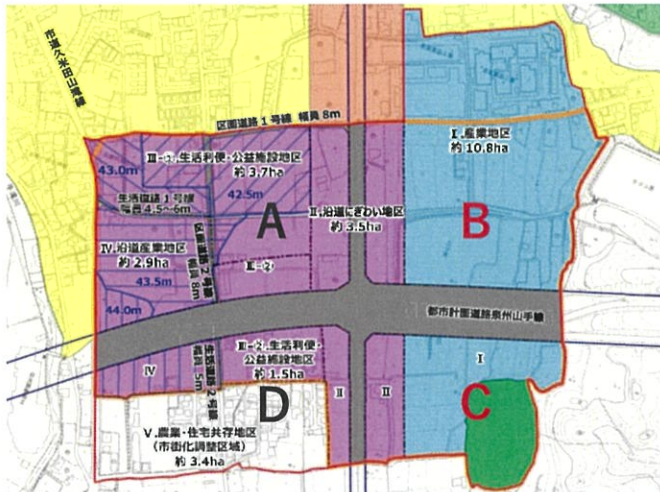 市道久米田山滝線
区画道路1号線 幅員8m
Ⅰ.産業地区
約10.8ha
Ⅲ-①.生活利便・公益施設地区
約3.7ha
43.0m
生活道路1号線
幅員4.5~6m
42.5m
A
B
Ⅱ.沿道にぎわい地区
約3.5ha
Ⅳ.沿道産業地区
約2.9ha
区画道路2号線
幅員8m
Ⅲ-②
43.5m
44.0m
都市計画道路泉州山手線
Ⅲ-②.生活利便・
公益施設地区
約1.5ha
生活道路2号線
幅員5m
Ⅳ
Ⅰ
Ⅱ
Ⅱ
C
D
Ⅴ.農業・住宅共存地区
(市街化調整区域)
約3.4ha